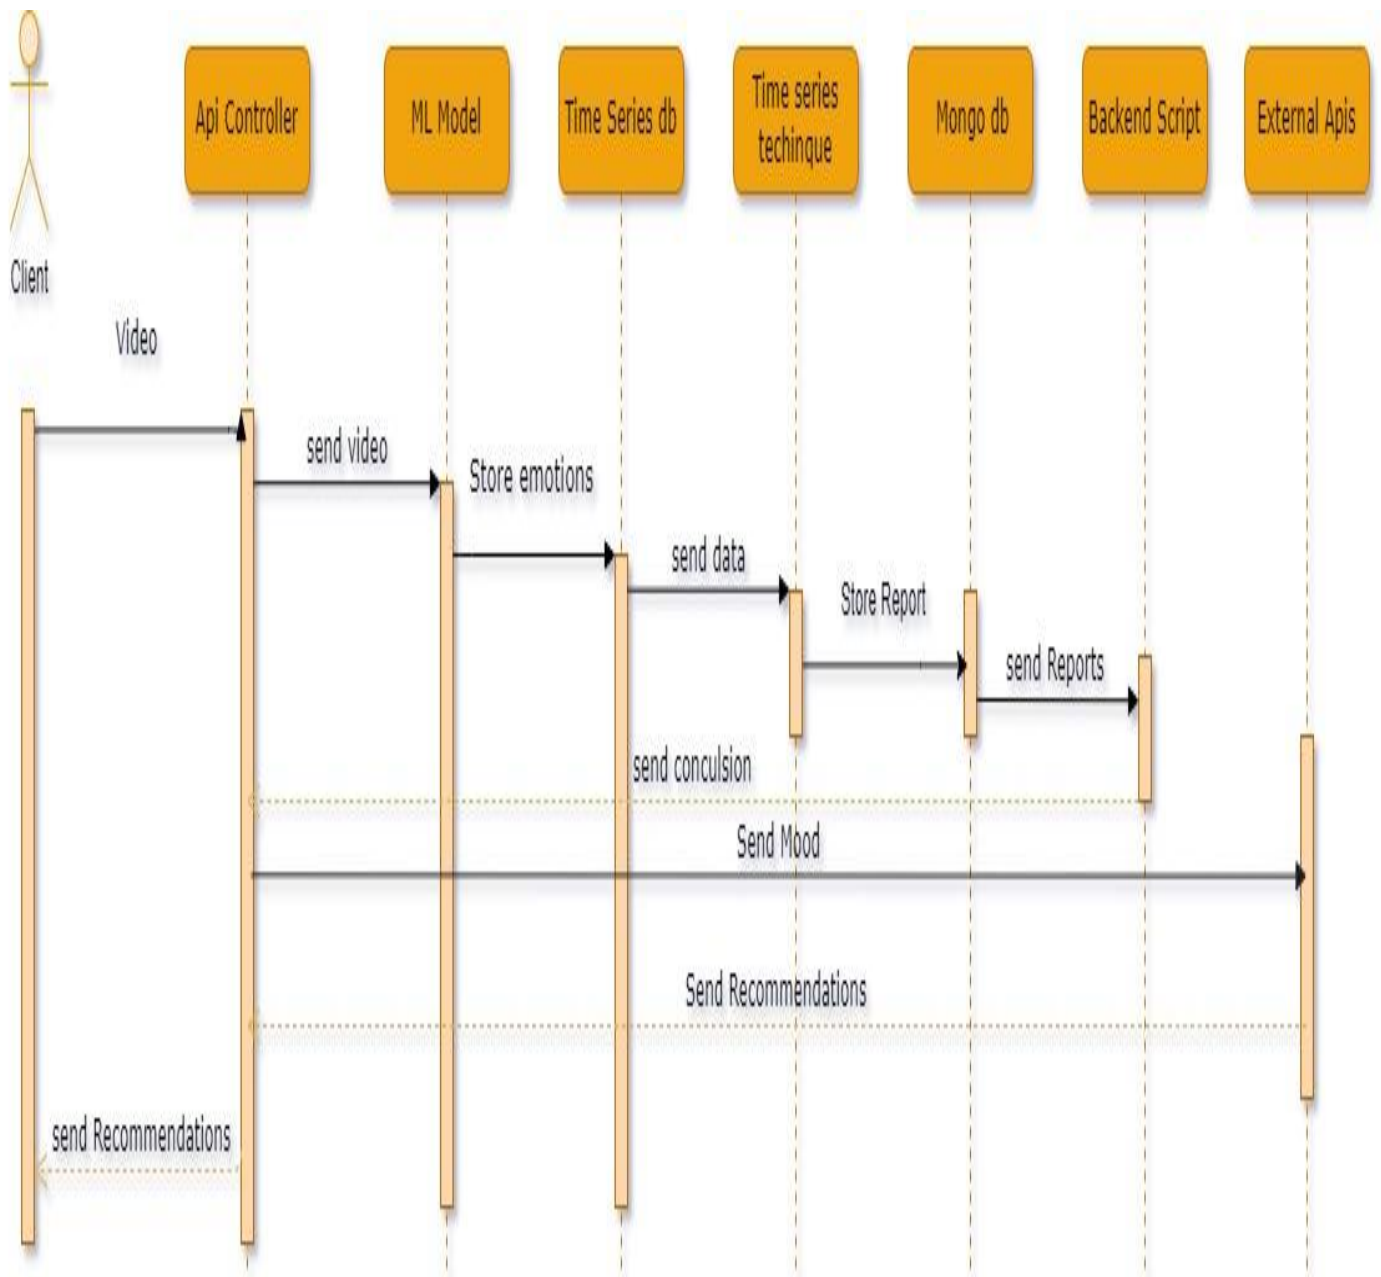 Api Controller
ML Model
Time Series db
Time series
techinque
Mongo db
Backend Script
External Apis
Client
Video
send video
Store emotions
send data
Store Report
send Reports
send conculsion
Send Mood
Send Recommendations
send Recommendations